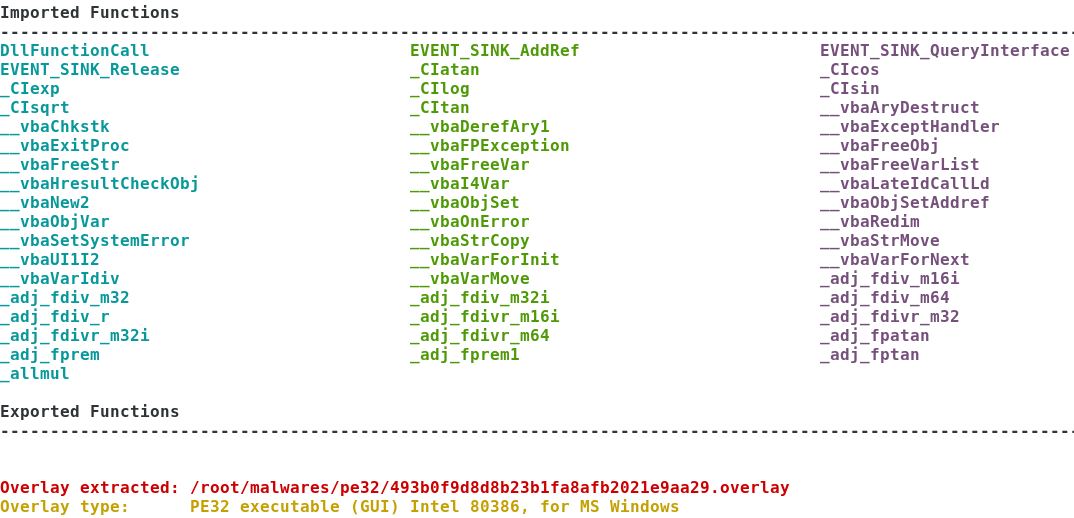 Imported Functions
--------------------------------------------------------------------------------------------------------------
DllFunctionCall EVENT_SINK_AddRef EVENT_SINK_QueryInterface
EVENT_SINK_Release _CIatan _CIcos
_CIexp _CIlog _CIsin
_CIsqrt _CItan __vbaAryDestruct
__vbaChkstk __vbaDerefAry1 __vbaExceptHandler
__vbaExitProc __vbaFPException __vbaFreeObj
__vbaFreeStr __vbaFreeVar __vbaFreeVarList
__vbaHresultCheckObj __vbaI4Var __vbaLateIdCallLd
__vbaNew2 __vbaObjSet __vbaObjSetAddref
__vbaObjVar __vbaOnError __vbaRedim
__vbaSetSystemError __vbaStrCopy __vbaStrMove
__vbaUI1I2 __vbaVarForInit __vbaVarForNext
__vbaVarIdiv __vbaVarMove _adj_fdiv_m16i
_adj_fdiv_m32 _adj_fdiv_m32i _adj_fdiv_m64
_adj_fdiv_r _adj_fdivr_m16i _adj_fdivr_m32
_adj_fdivr_m32i _adj_fdivr_m64 _adj_fpatan
_adj_fprem _adj_fprem1 _adj_fptan
_allmul
Exported Functions
--------------------------------------------------------------------------------------------------------------
Overlay extracted: /root/malwares/pe32/493b0f9d8d8b23b1fa8afb2021e9aa29.overlay
Overlay type: PE32 executable (GUI) Intel 80386, for MS Windows